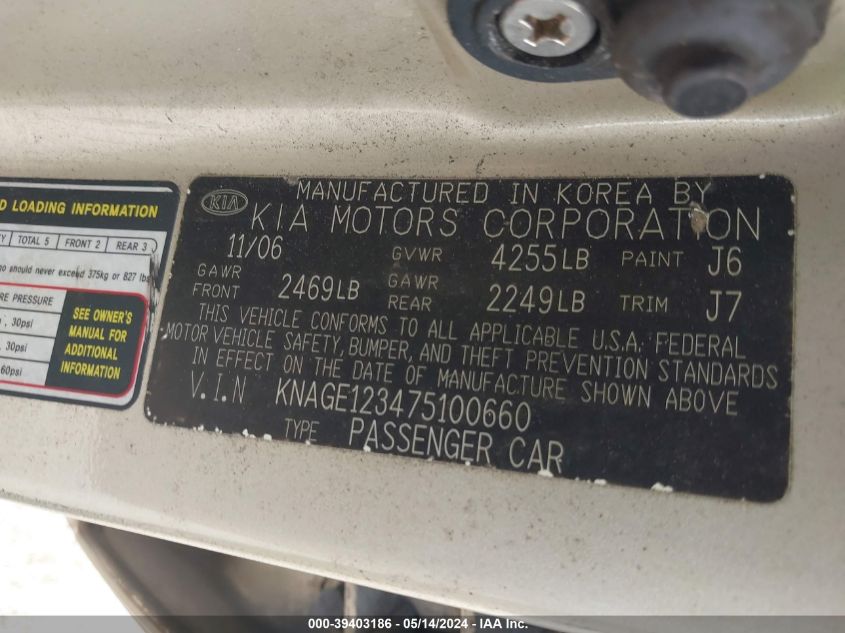 D LOADING INFORMATION
TY TOTAL 5 FRONT 2 REAR 3
go should never exceed 375kg or 827 lbs
RE PRESSURE
, 30psi
, 30psi
60psi
SEE OWNER'S
MANUAL FOR
ADDITIONAL
INFORMATION
KIA
MANUFACTURED IN KOREA BY
KIA MOTORS CORPORATION
11/06 GVWR 4255LB PAINT J6
GAWR FRONT 2469LB GAWR REAR 2249LB TRIM J7
THIS VEHICLE CONFORMS TO ALL APPLICABLE U.S.A. FEDERAL
MOTOR VEHICLE SAFETY, BUMPER, AND THEFT PREVENTION STANDARDS
IN EFFECT ON THE DATE OF MANUFACTURE SHOWN ABOVE
V.I.N KNAGE123475100660
TYPE PASSENGER CAR
000-39403186 - 05/14/2024 - IAA Inc.